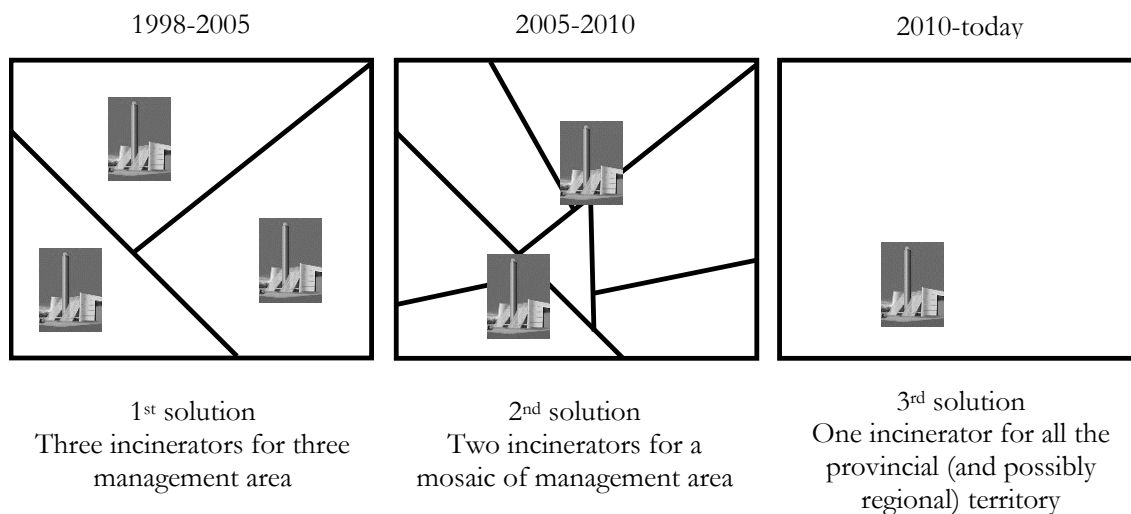 1998-2005
2005-2010
2010-today
1st solution
Three incinerators for three
management area
2nd solution
Two incinerators for a
mosaic of management area
3rd solution
One incinerator for all the
provincial (and possibly
regional) territory